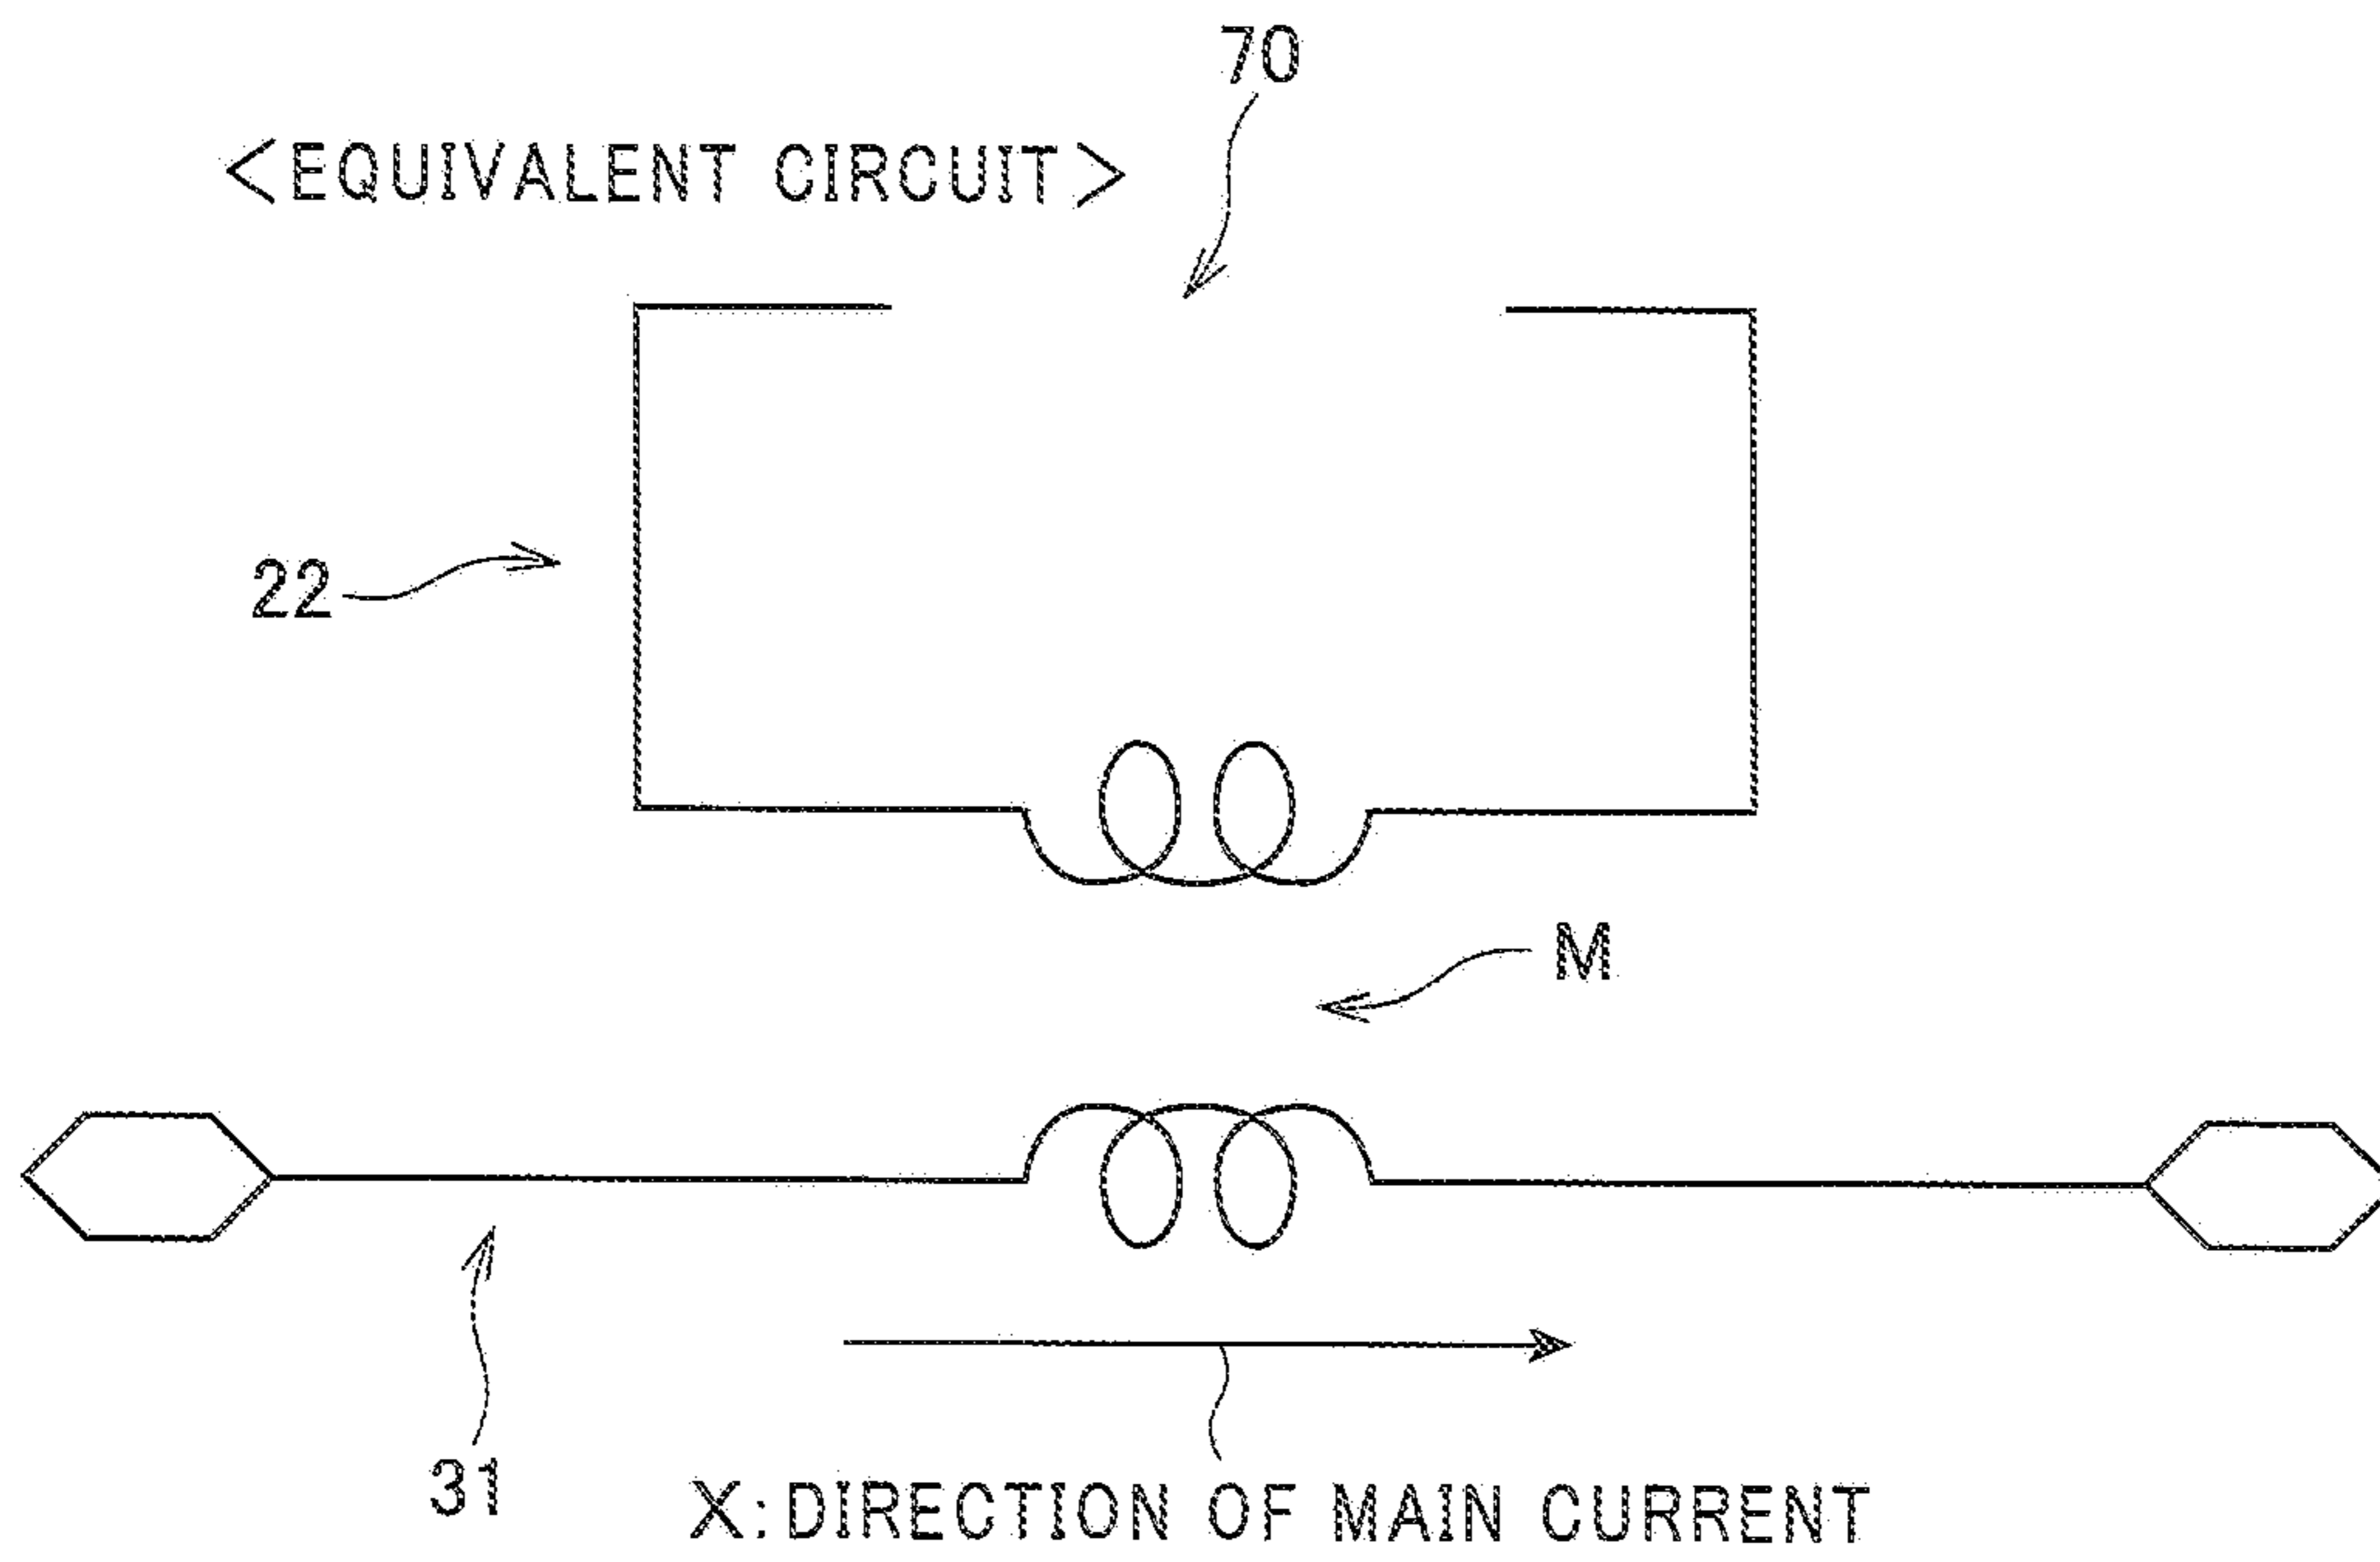 70
<EQUIVALENT CIRCUIT>
22
M
31
X:DIRECTION OF MAIN CURRENT